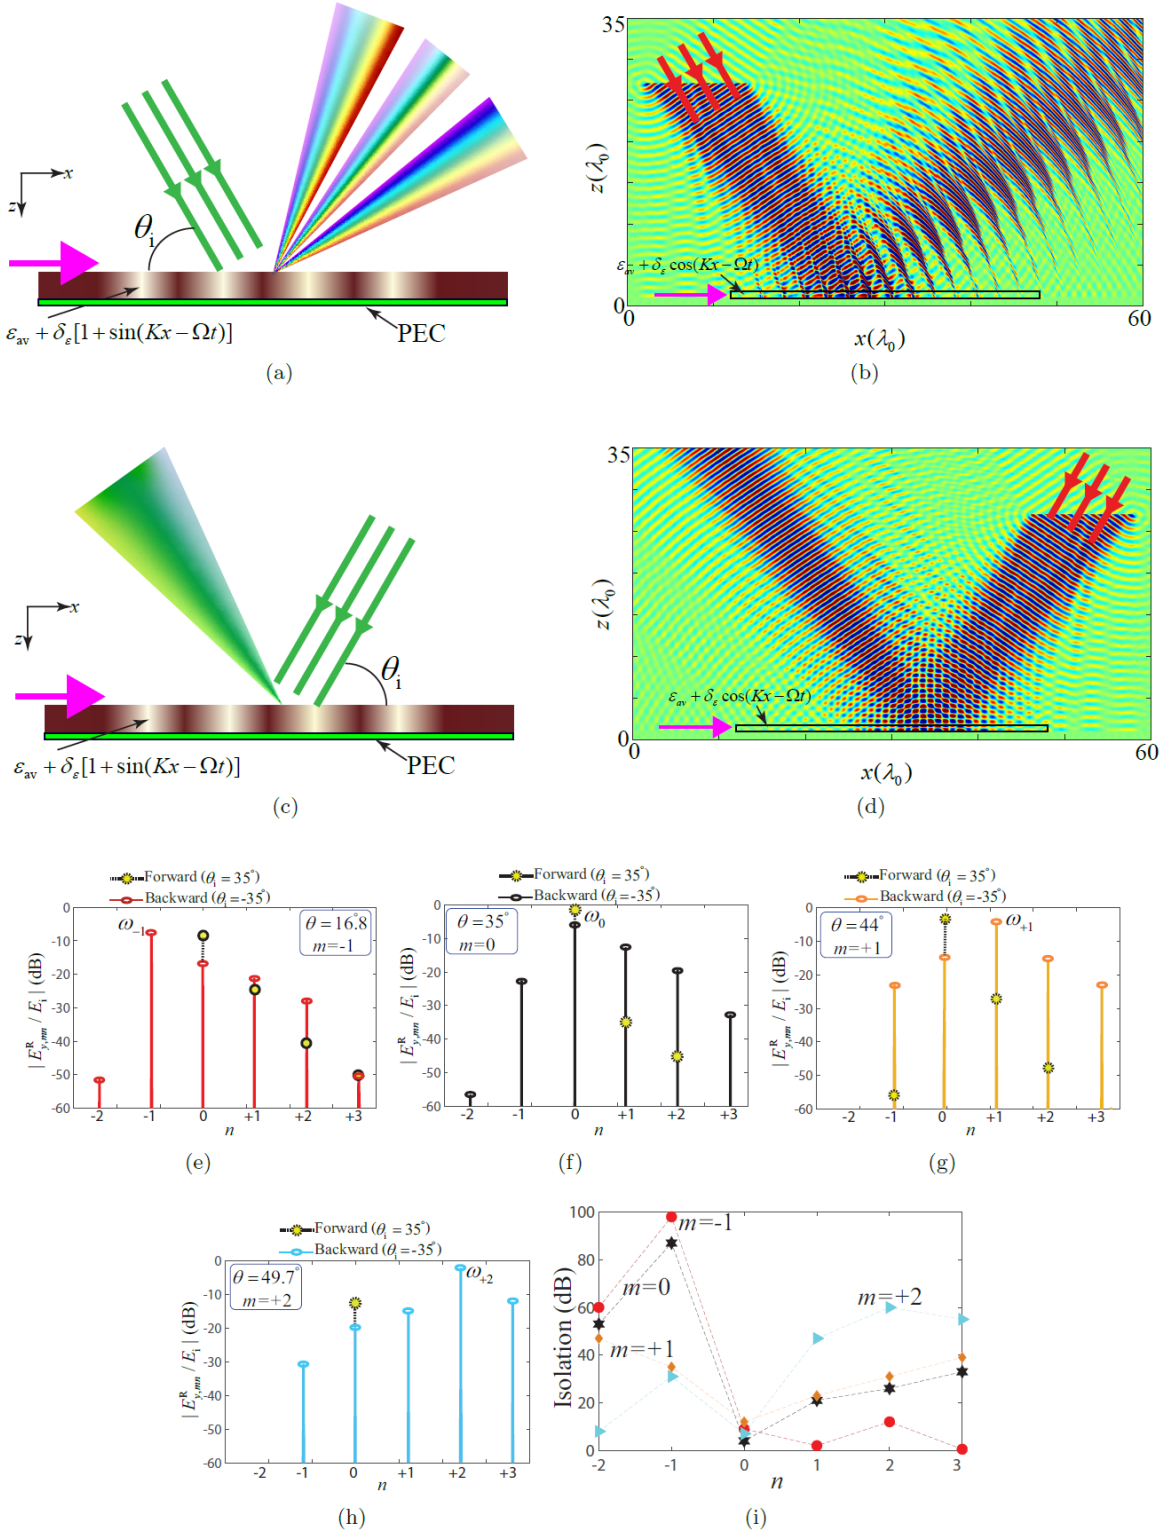 x
z
θi
εav + δε[1+sin(Kx−Ωt)]
PEC
(a)
35
z(λ0)
εav + δε cos(Kx−Ωt)
0
0
60
x(λ0)
(b)
x
z
θi
εav + δε[1+sin(Kx−Ωt)]
PEC
(c)
35
z(λ0)
εav + δε cos(Kx−Ωt)
0
0
60
x(λ0)
(d)
Forward (θi = 35°)
Backward (θi = -35°)
0
-10
-20
-30
-40
-50
-60
| E^R_y,mn / Ei | (dB)
ω-1
θ = 16°.8
m=-1
-2 -1 0 +1 +2 +3
n
(e)
Forward (θi = 35°)
Backward (θi = -35°)
0
-10
-20
-30
-40
-50
-60
| E^R_y,mn / Ei | (dB)
θ = 35°
m=0
ω0
-2 -1 0 +1 +2 +3
n
(f)
Forward (θi = 35°)
Backward (θi = -35°)
0
-10
-20
-30
-40
-50
-60
| E^R_y,mn / Ei | (dB)
θ = 44°
m=+1
ω+1
-2 -1 0 +1 +2 +3
n
(g)
Forward (θi = 35°)
Backward (θi = -35°)
0
-10
-20
-30
-40
-50
-60
| E^R_y,mn / Ei | (dB)
θ = 49.7°
m=+2
ω+2
-2 -1 0 +1 +2 +3
n
(h)
100
80
60
40
20
0
Isolation (dB)
m=-1
m=0
m=+1
m=+2
-2 -1 0 1 2 3
n
(i)